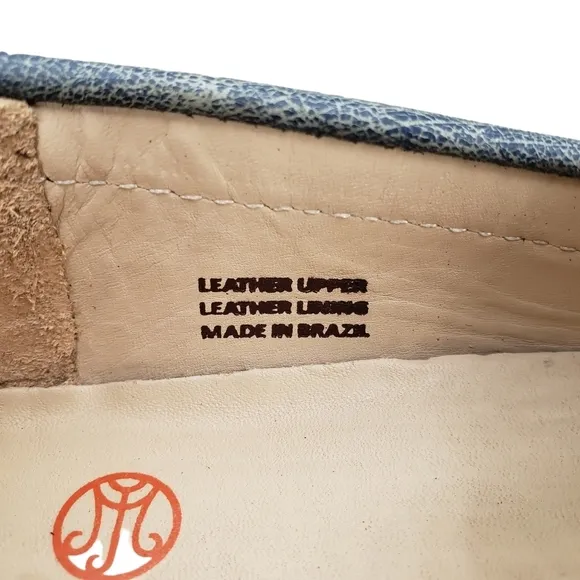 LEATHER UPPER
LEATHER LINING
MADE IN BRAZIL